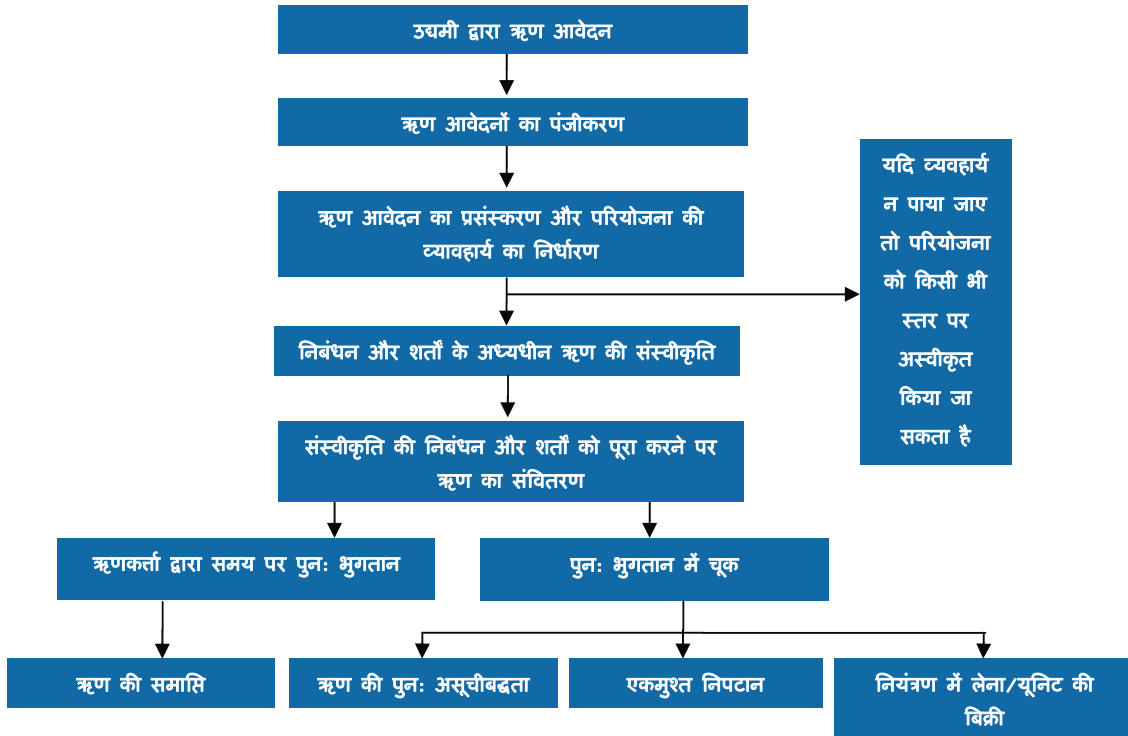 उद्यमी द्वारा ऋण आवेदन
ऋण आवेदनों का पंजीकरण
ऋण आवेदन का प्रसंस्करण और परियोजना की
व्यावहार्य का निर्धारण
यदि व्यवहार्य
न पाया जाए
तो परियोजना
को किसी भी
स्तर पर
अस्वीकृत
किया जा
सकता है
निबंधन और शर्तों के अध्यधीन ऋण की संस्वीकृति
संस्वीकृति की निबंधन और शर्तों को पूरा करने पर
ऋण का संवितरण
ऋणकर्त्ता द्वारा समय पर पुन: भुगतान
पुन: भुगतान में चूक
ऋण की समाप्ति
ऋण की पुन: असूचीबद्धता
एकमुश्त निपटान
नियंत्रण में लेना/यूनिट की
बिक्री